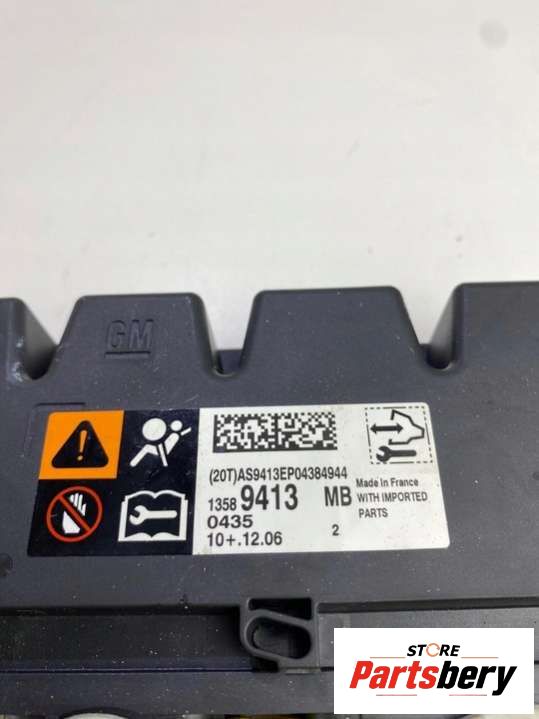 GM
(20T)AS9413EP04384944
1358 9413 MB
0435
10+.12.06 2
Made in France
WITH IMPORTED
PARTS
STORE
Partsbery